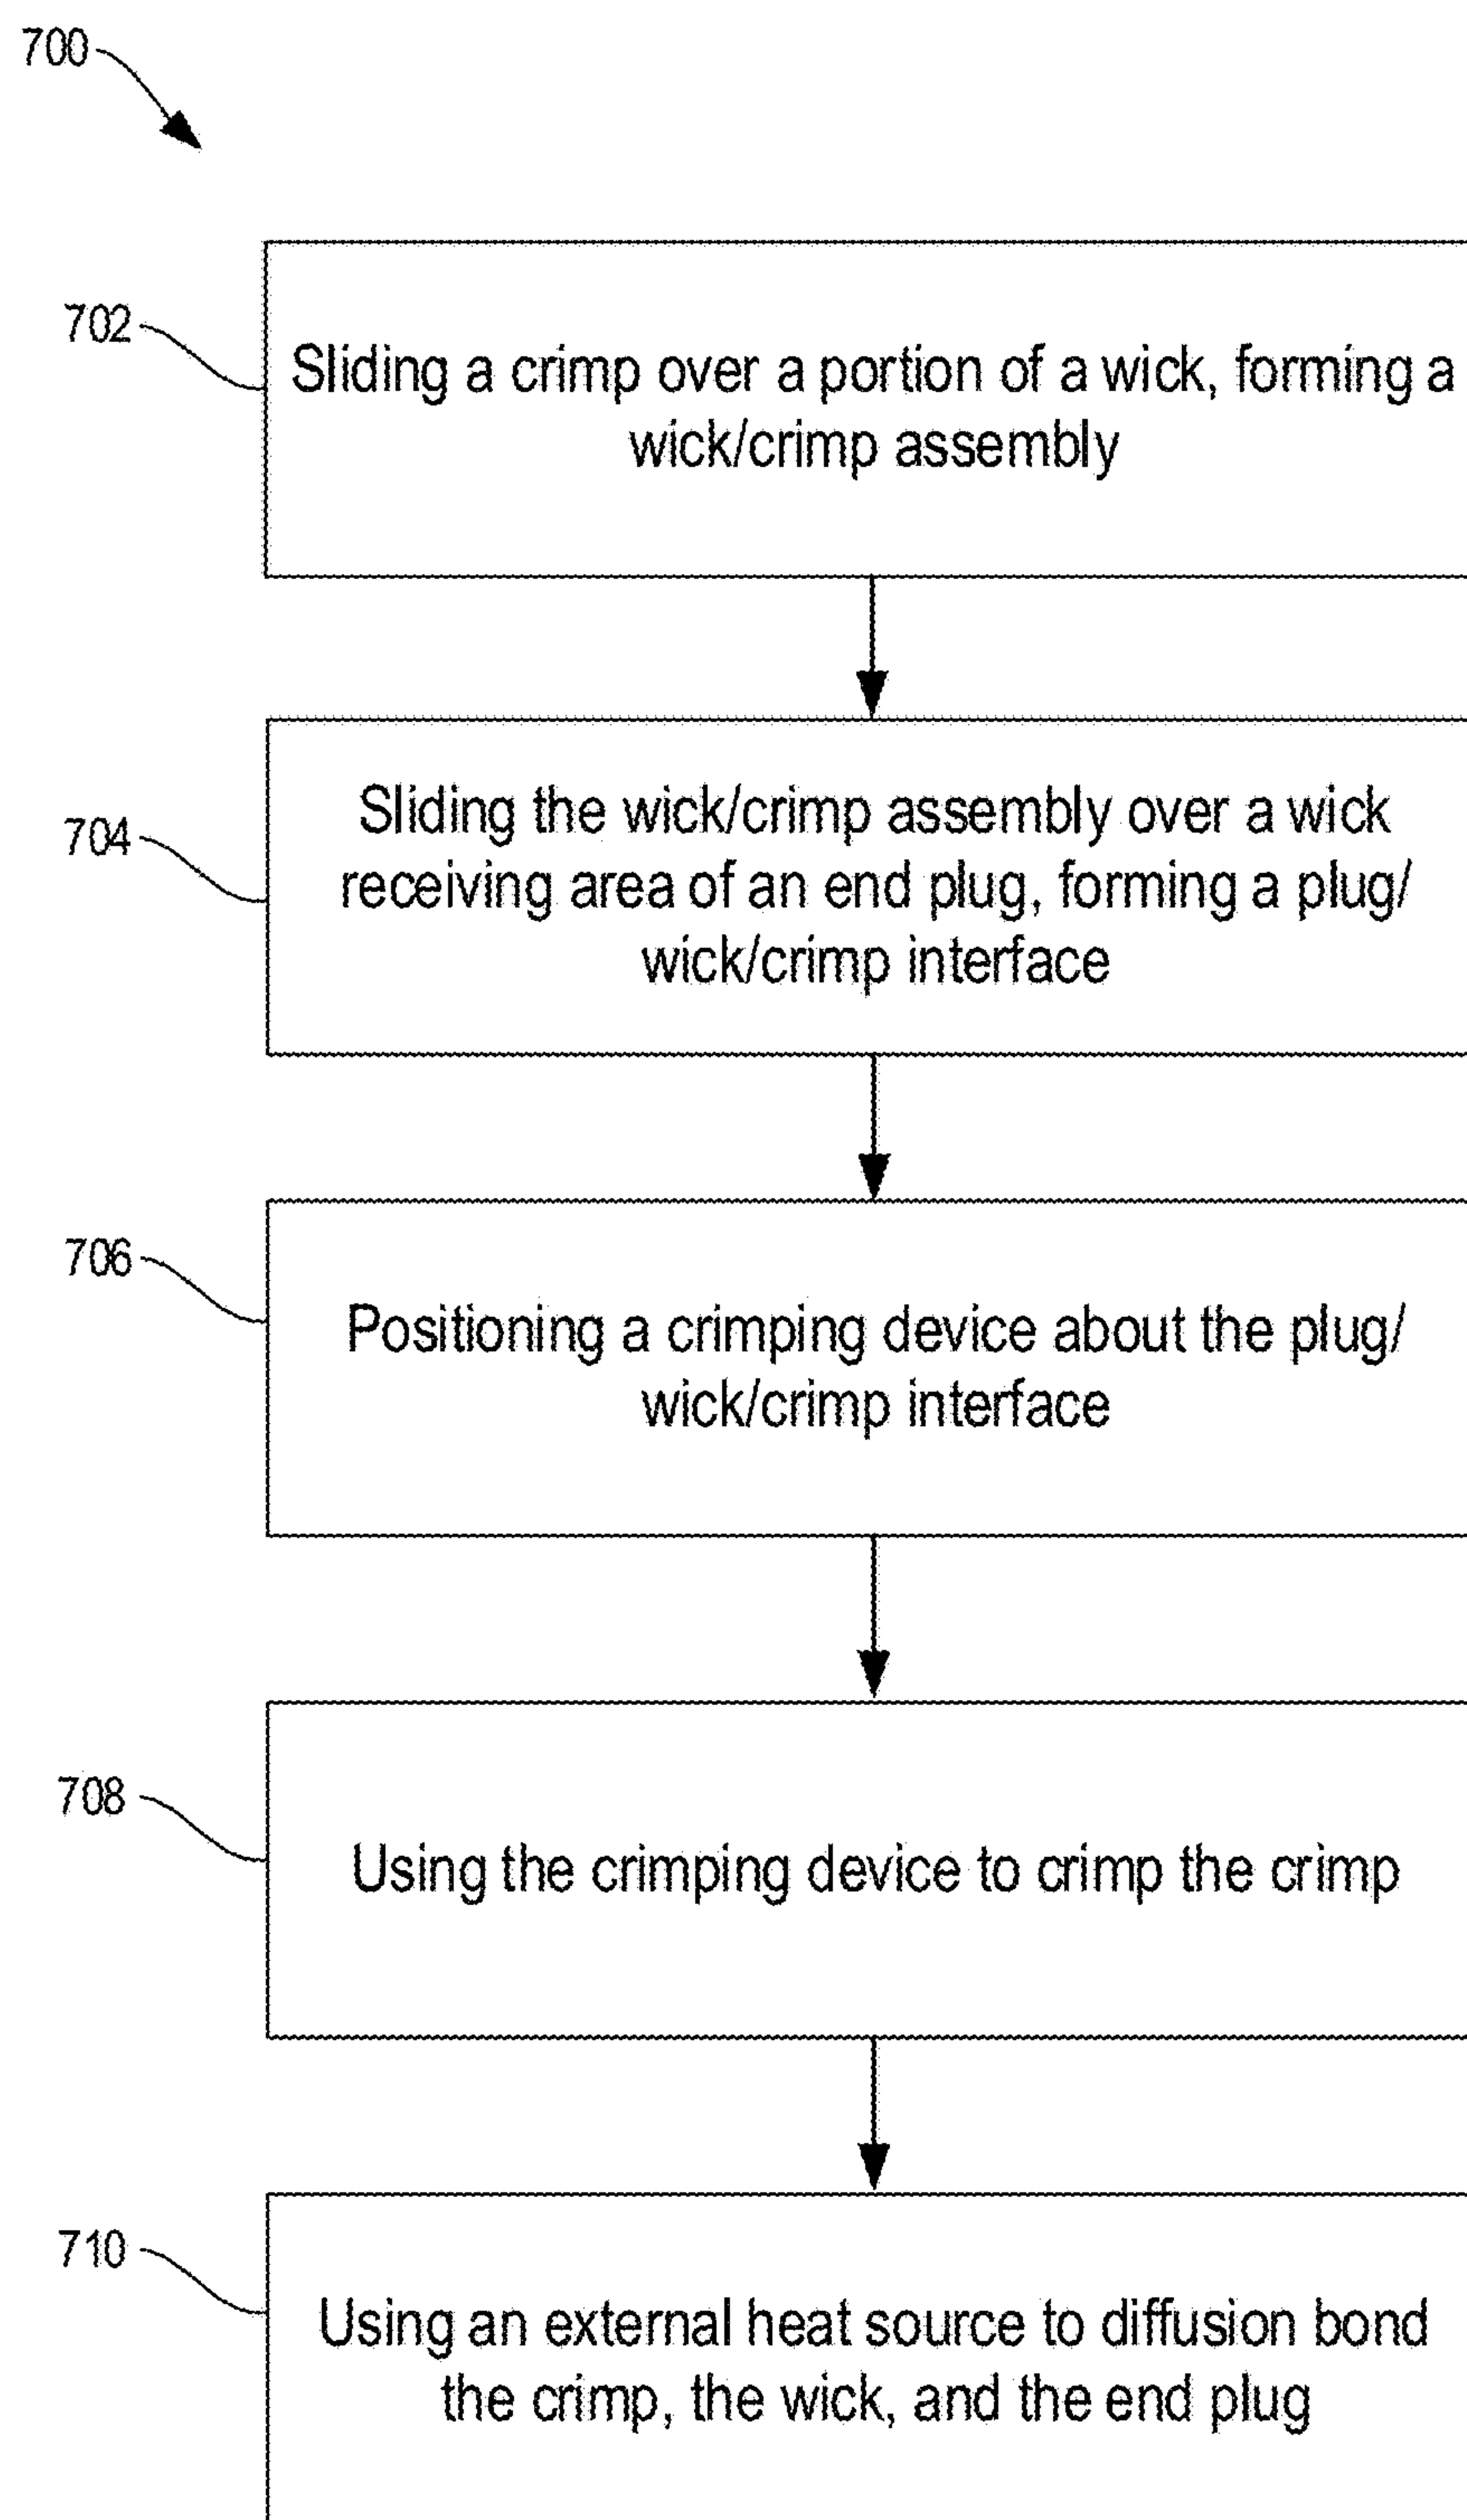 700
702
Sliding a crimp over a portion of a wick, forming a
wick/crimp assembly
704
Sliding the wick/crimp assembly over a wick
receiving area of an end plug, forming a plug/
wick/crimp interface
706
Positioning a crimping device about the plug/
wick/crimp interface
708
Using the crimping device to crimp the crimp
710
Using an external heat source to diffusion bond
the crimp, the wick, and the end plug